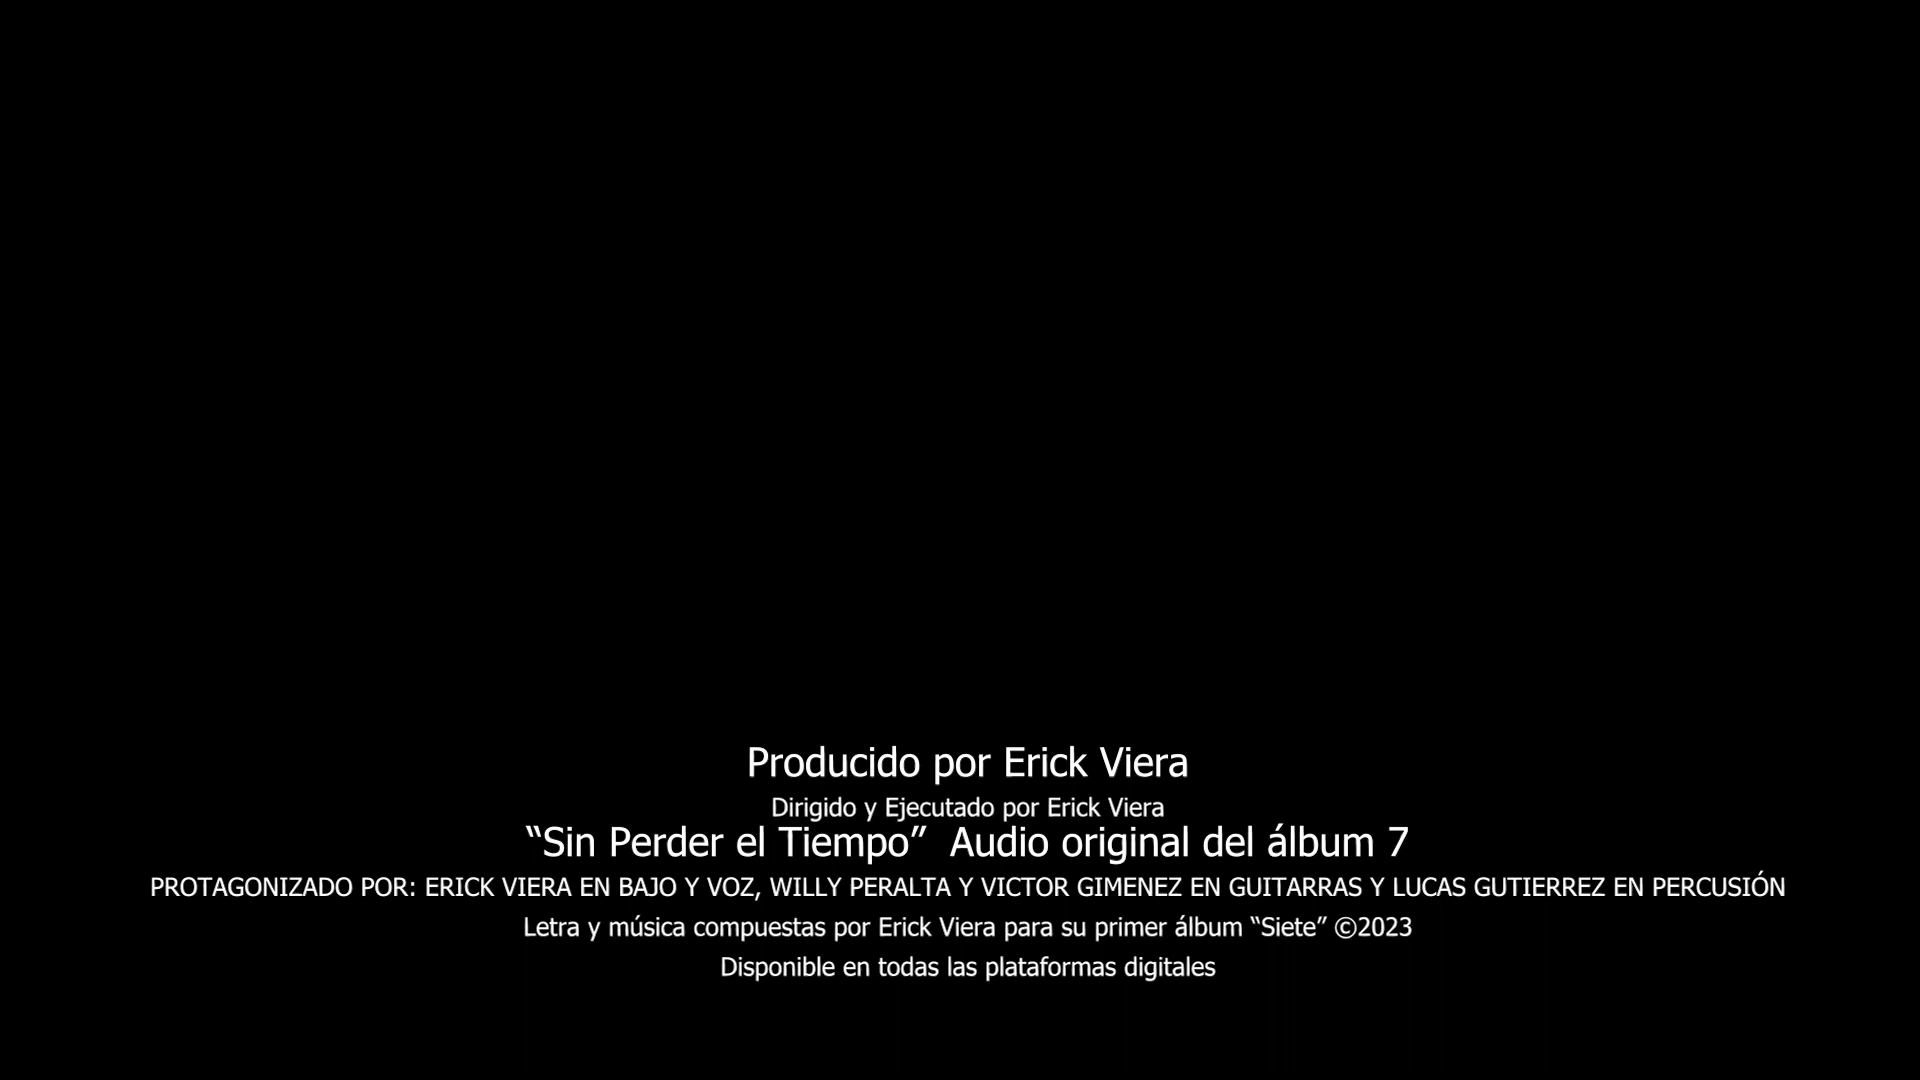 Producido por Erick Viera
Dirigido y Ejecutado por Erick Viera
“Sin Perder el Tiempo”  Audio original del álbum 7
PROTAGONIZADO POR: ERICK VIERA EN BAJO Y VOZ, WILLY PERALTA Y VICTOR GIMENEZ EN GUITARRAS Y LUCAS GUTIERREZ EN PERCUSIÓN
Letra y música compuestas por Erick Viera para su primer álbum “Siete” ©2023
Disponible en todas las plataformas digitales